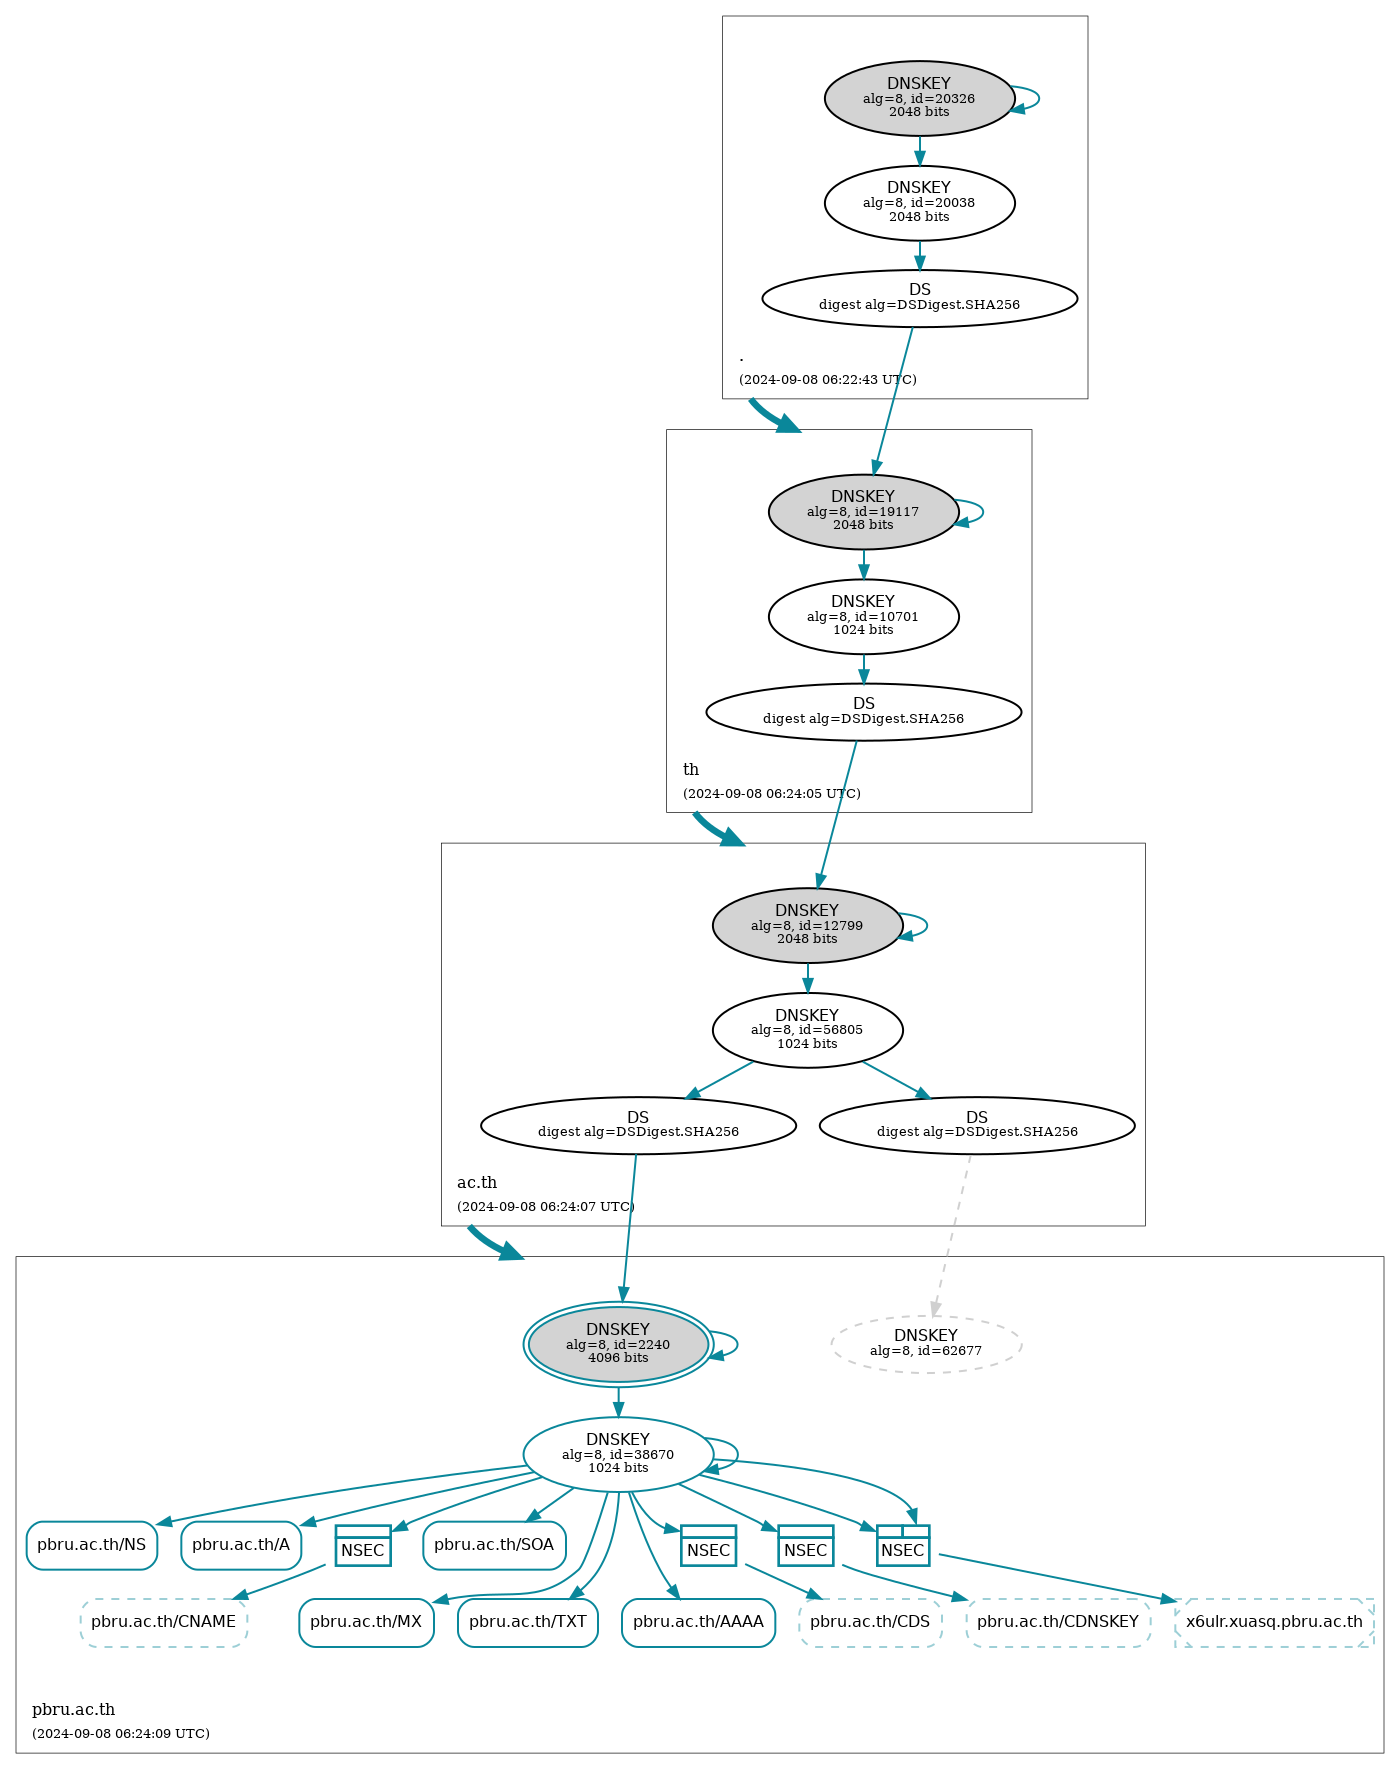 DNSKEY
alg=8, id=20326
2048 bits
DNSKEY
alg=8, id=20038
2048 bits
DS
digest alg=DSDigest.SHA256
.
(2024-09-08 06:22:43 UTC)
DNSKEY
alg=8, id=19117
2048 bits
DNSKEY
alg=8, id=10701
1024 bits
DS
digest alg=DSDigest.SHA256
th
(2024-09-08 06:24:05 UTC)
DNSKEY
alg=8, id=12799
2048 bits
DNSKEY
alg=8, id=56805
1024 bits
DS
digest alg=DSDigest.SHA256
DS
digest alg=DSDigest.SHA256
ac.th
(2024-09-08 06:24:07 UTC)
DNSKEY
alg=8, id=2240
4096 bits
DNSKEY
alg=8, id=62677
DNSKEY
alg=8, id=38670
1024 bits
pbru.ac.th/NS
pbru.ac.th/A
NSEC
pbru.ac.th/SOA
NSEC
NSEC
NSEC
pbru.ac.th/CNAME
pbru.ac.th/MX
pbru.ac.th/TXT
pbru.ac.th/AAAA
pbru.ac.th/CDS
pbru.ac.th/CDNSKEY
x6ulr.xuasq.pbru.ac.th
pbru.ac.th
(2024-09-08 06:24:09 UTC)